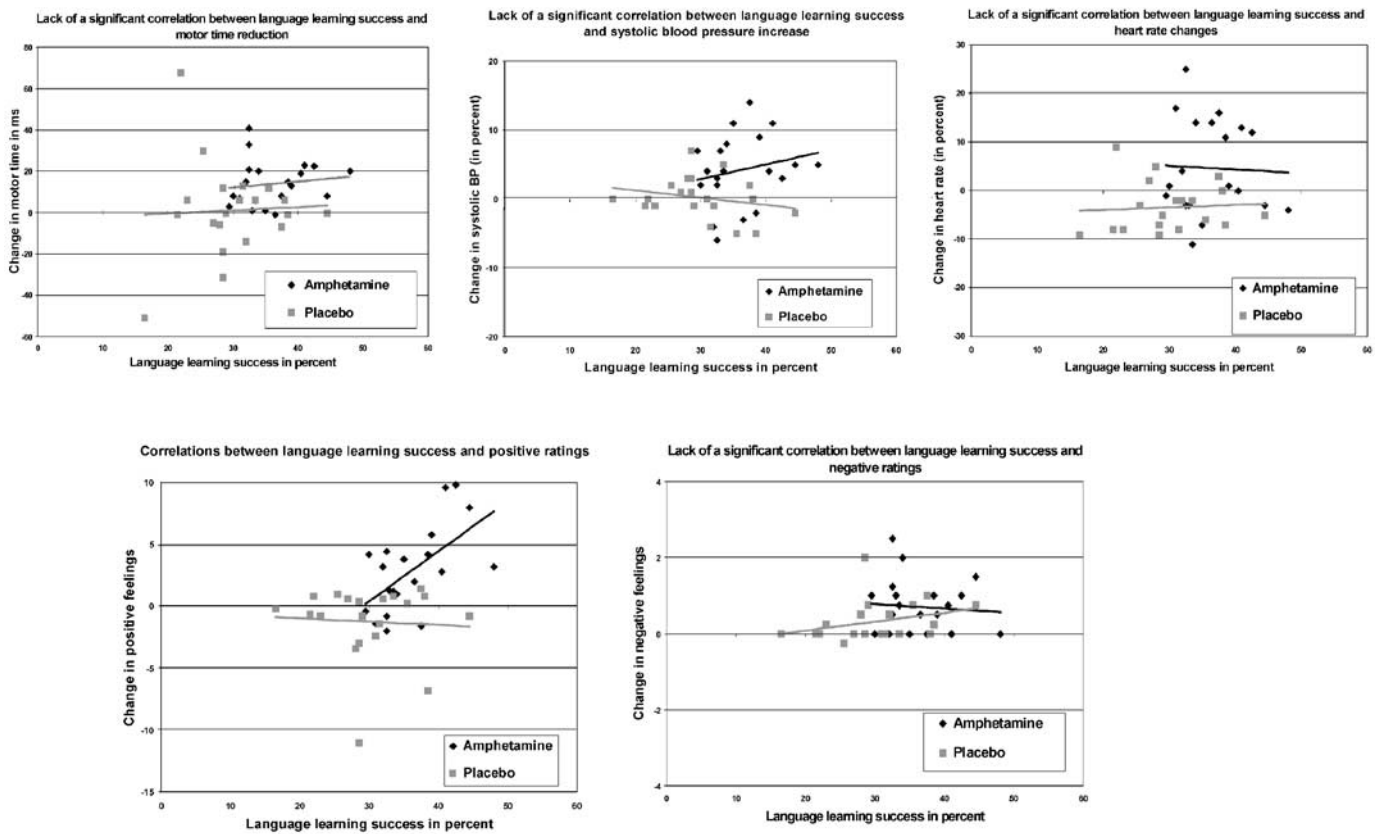 Lack of a significant correlation between language learning success and
motor time reduction
Change in motor time in ms
80
60
40
20
0
-20
-40
-60
0
10
20
30
40
50
60
Amphetamine
Placebo
Language learning success in percent
Lack of a significant correlation between language learning success
and systolic blood pressure increase
Change in systolic BP (in percent)
20
10
0
-10
-20
0
10
20
30
40
50
60
Amphetamine
Placebo
Language learning success in percent
Lack of a significant correlation between language learning success and
heart rate changes
Change in heart rate (in percent)
30
20
10
0
-10
-20
-30
0
10
20
30
40
50
60
Amphetamine
Placebo
Language learning success in percent
Correlations between language learning success and positive ratings
Change in positive feelings
10
5
0
-5
-10
-15
0
10
20
30
40
50
60
Amphetamine
Placebo
Language learning success in percent
Lack of a significant correlation between language learning success and
negative ratings
Change in negative feelings
4
2
0
-2
-4
0
10
20
30
40
50
60
Amphetamine
Placebo
Language learning success in percent